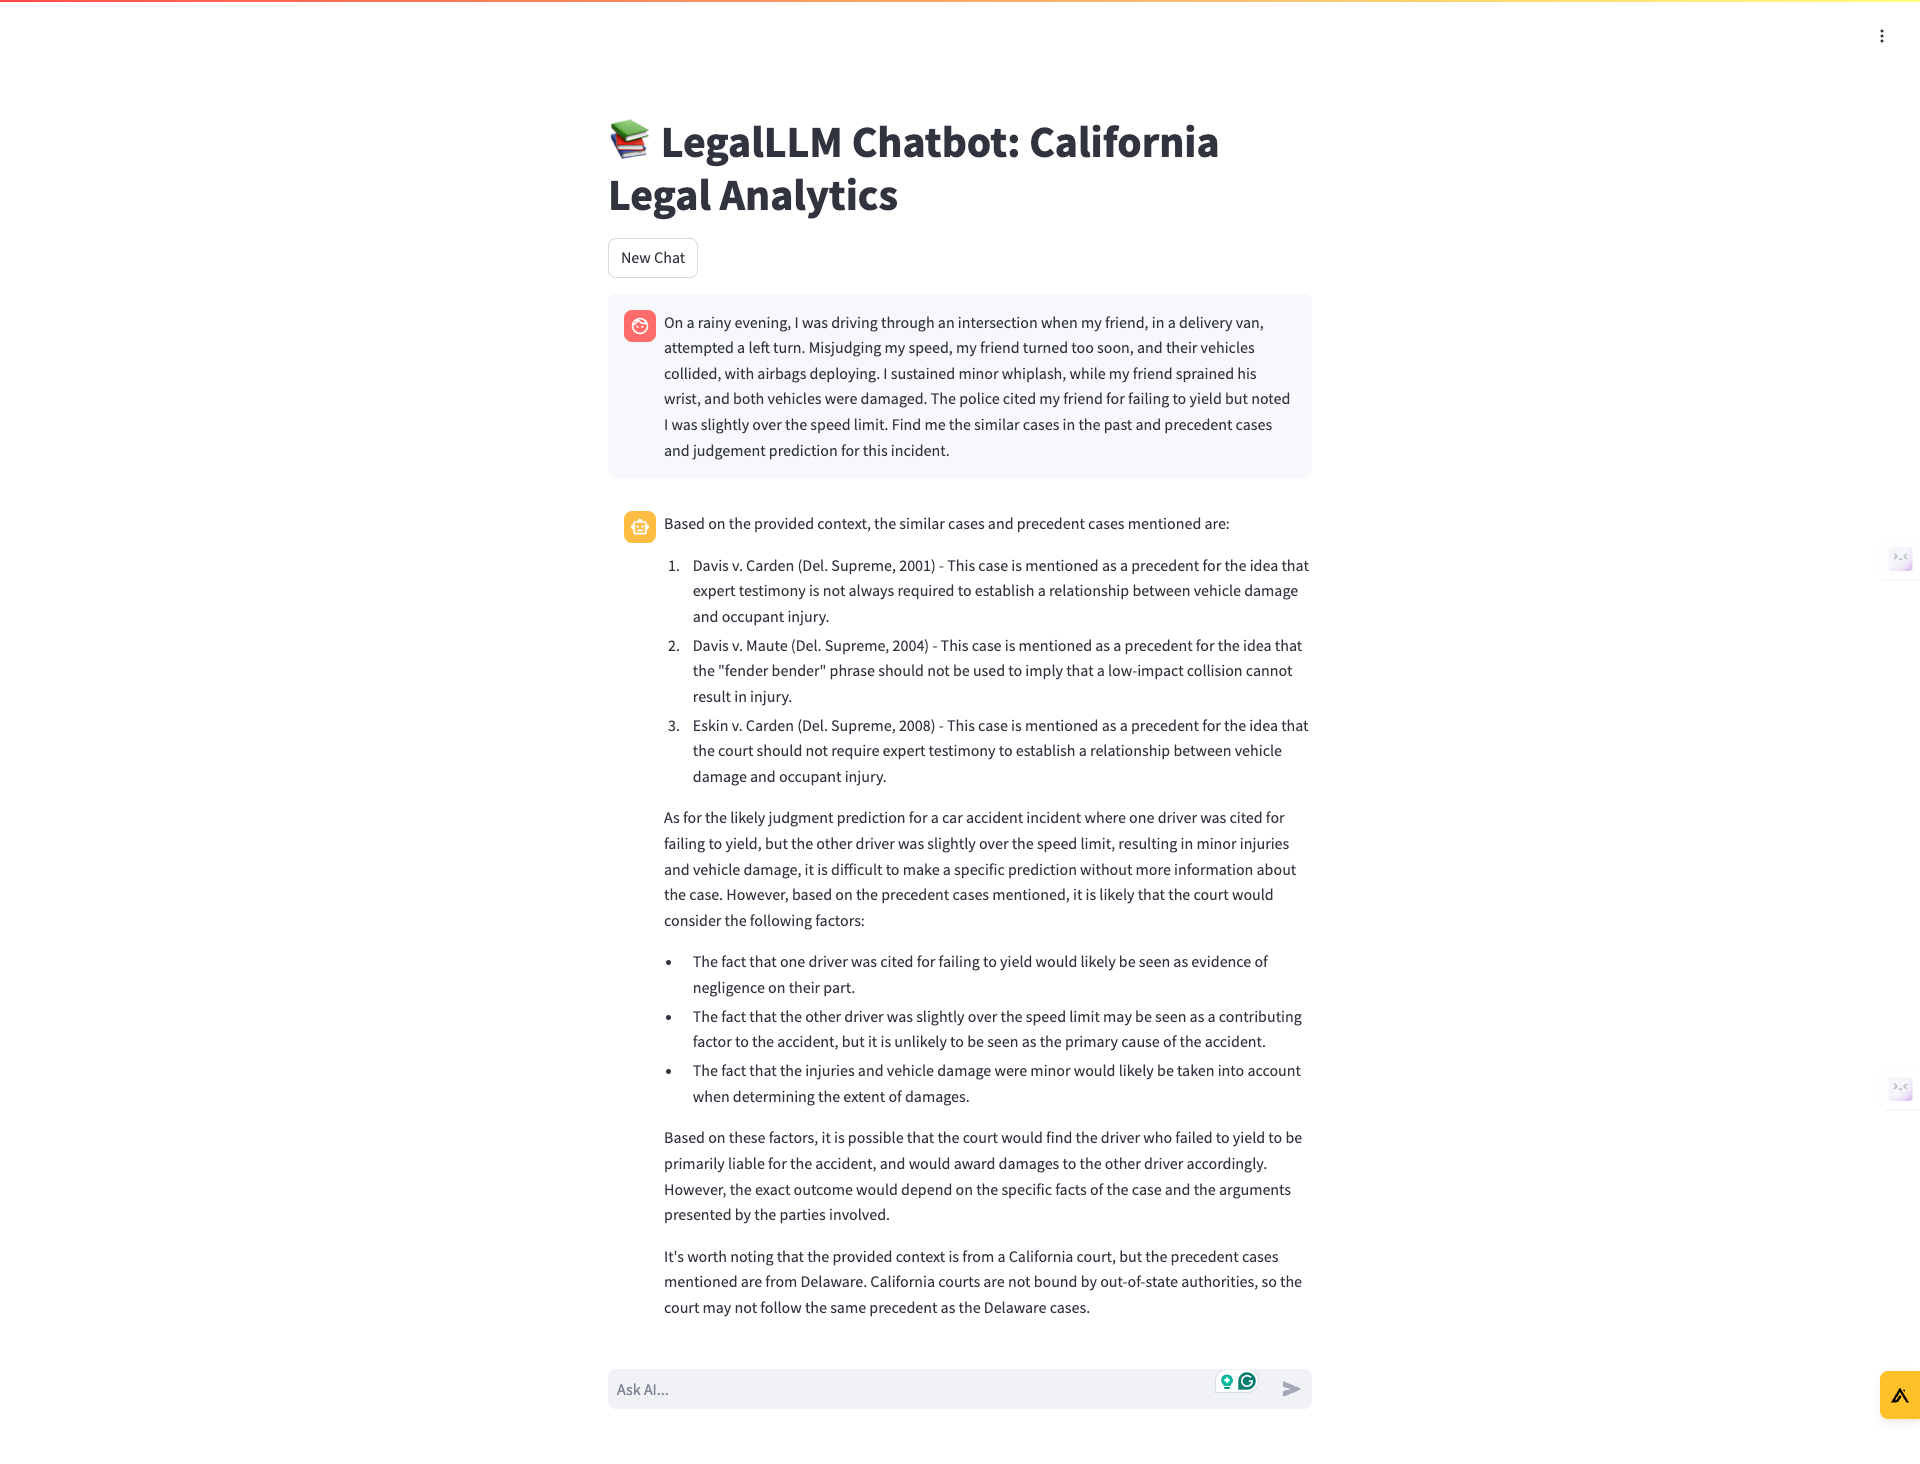 📚 LegalLLM Chatbot: California
Legal Analytics
New Chat
On a rainy evening, I was driving through an intersection when my friend, in a delivery van,
attempted a left turn. Misjudging my speed, my friend turned too soon, and their vehicles
collided, with airbags deploying. I sustained minor whiplash, while my friend sprained his
wrist, and both vehicles were damaged. The police cited my friend for failing to yield but noted
I was slightly over the speed limit. Find me the similar cases in the past and precedent cases
and judgement prediction for this incident.
Based on the provided context, the similar cases and precedent cases mentioned are:
1. Davis v. Carden (Del. Supreme, 2001) - This case is mentioned as a precedent for the idea that
expert testimony is not always required to establish a relationship between vehicle damage
and occupant injury.
2. Davis v. Maute (Del. Supreme, 2004) - This case is mentioned as a precedent for the idea that
the "fender bender" phrase should not be used to imply that a low-impact collision cannot
result in injury.
3. Eskin v. Carden (Del. Supreme, 2008) - This case is mentioned as a precedent for the idea that
the court should not require expert testimony to establish a relationship between vehicle
damage and occupant injury.
As for the likely judgment prediction for a car accident incident where one driver was cited for
failing to yield, but the other driver was slightly over the speed limit, resulting in minor injuries
and vehicle damage, it is difficult to make a specific prediction without more information about
the case. However, based on the precedent cases mentioned, it is likely that the court would
consider the following factors:
• The fact that one driver was cited for failing to yield would likely be seen as evidence of
negligence on their part.
• The fact that the other driver was slightly over the speed limit may be seen as a contributing
factor to the accident, but it is unlikely to be seen as the primary cause of the accident.
• The fact that the injuries and vehicle damage were minor would likely be taken into account
when determining the extent of damages.
Based on these factors, it is possible that the court would find the driver who failed to yield to be
primarily liable for the accident, and would award damages to the other driver accordingly.
However, the exact outcome would depend on the specific facts of the case and the arguments
presented by the parties involved.
It's worth noting that the provided context is from a California court, but the precedent cases
mentioned are from Delaware. California courts are not bound by out-of-state authorities, so the
court may not follow the same precedent as the Delaware cases.
Ask AI...